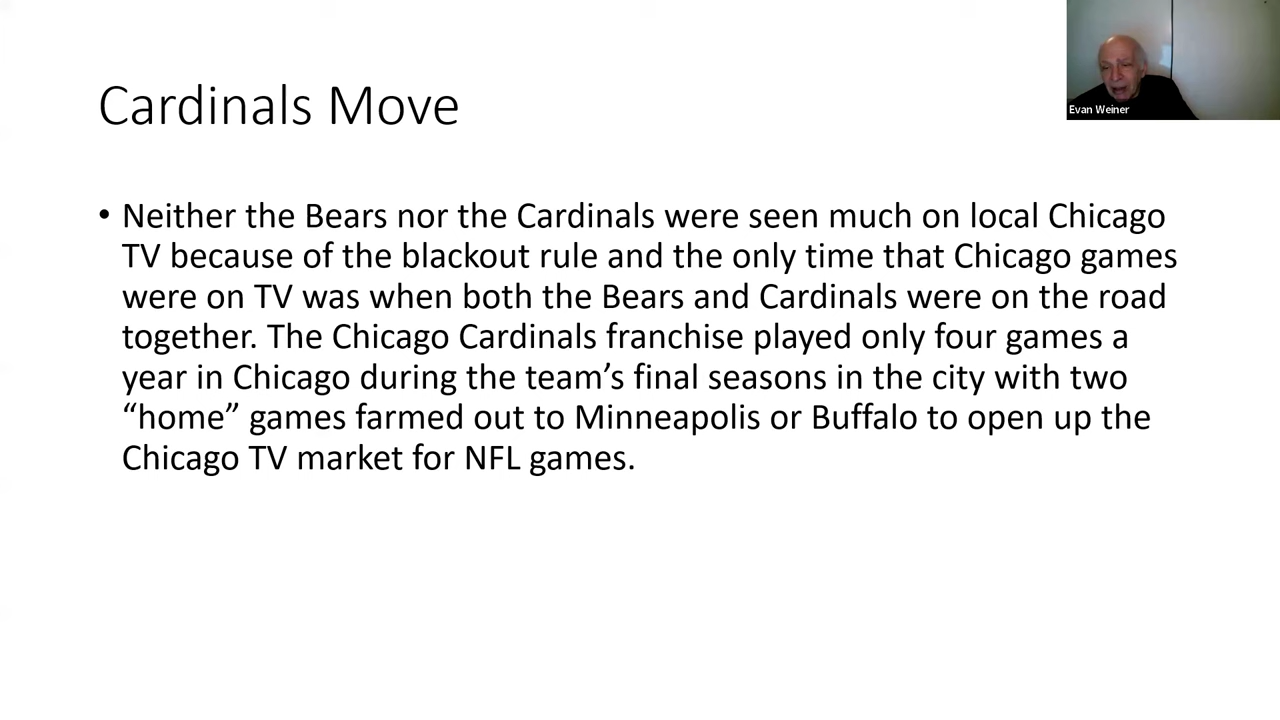 Cardinals Move
Evan Weiner
• Neither the Bears nor the Cardinals were seen much on local Chicago
TV because of the blackout rule and the only time that Chicago games
were on TV was when both the Bears and Cardinals were on the road
together. The Chicago Cardinals franchise played only four games a
year in Chicago during the team’s final seasons in the city with two
“home” games farmed out to Minneapolis or Buffalo to open up the
Chicago TV market for NFL games.